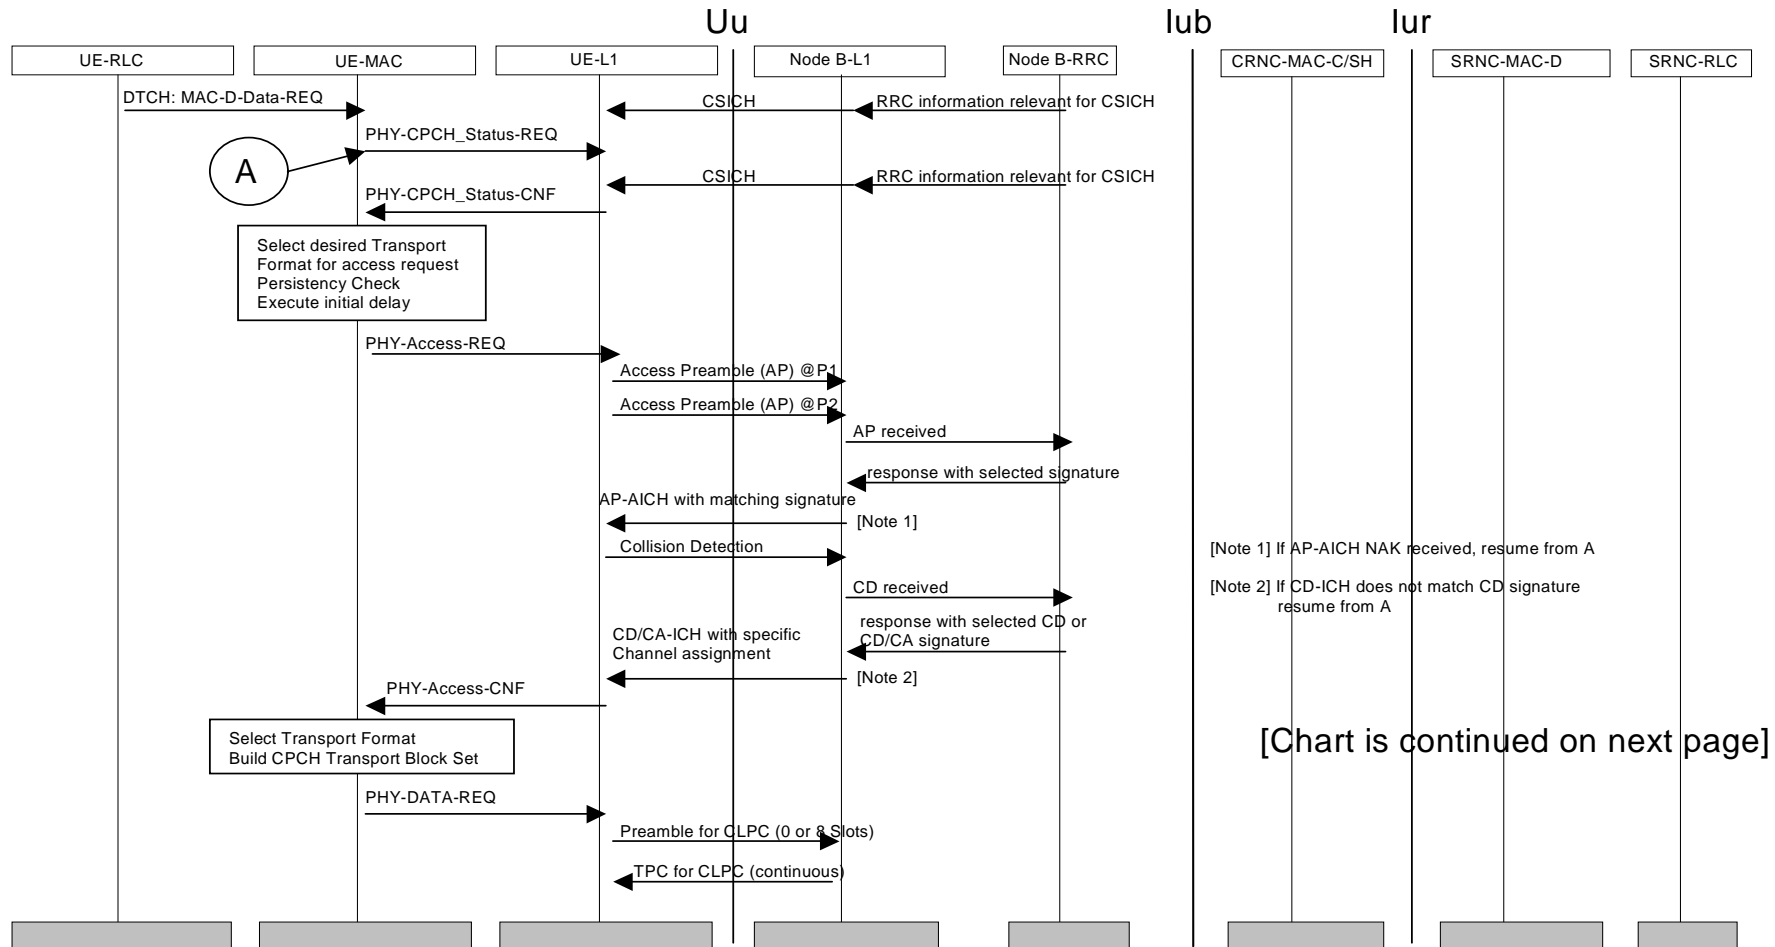 Uu
Iub
Iur
UE-RLC
UE-MAC
UE-L1
Node B-L1
Node B-RRC
CRNC-MAC-C/SH
SRNC-MAC-D
SRNC-RLC
DTCH: MAC-D-Data-REQ
CSICH
RRC information relevant for CSICH
PHY-CPCH_Status-REQ
A
CSICH
RRC information relevant for CSICH
PHY-CPCH_Status-CNF
Select desired Transport
Format for access request
Persistency Check
Execute initial delay
PHY-Access-REQ
Access Preamble (AP) @P1
Access Preamble (AP) @P2
AP received
response with selected signature
AP-AICH with matching signature
[Note 1]
Collision Detection
[Note 1] If AP-AICH NAK received, resume from A
CD received
[Note 2] If CD-ICH does not match CD signature
resume from A
response with selected CD or
CD/CA signature
CD/CA-ICH with specific
Channel assignment
[Note 2]
PHY-Access-CNF
Select Transport Format
Build CPCH Transport Block Set
[Chart is continued on next page]
PHY-DATA-REQ
Preamble for CLPC (0 or 8 Slots)
TPC for CLPC (continuous)